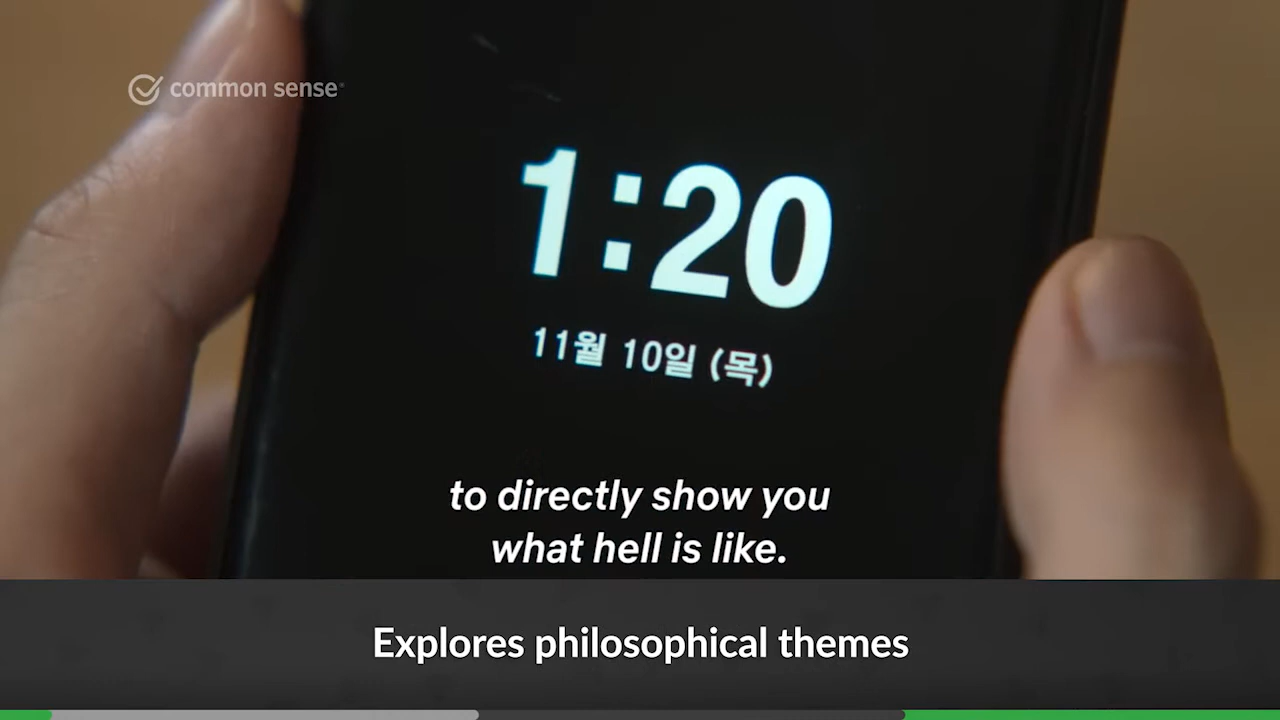 common sense
1:20
11월 10일 (목)
to directly show you
what hell is like.
Explores philosophical themes